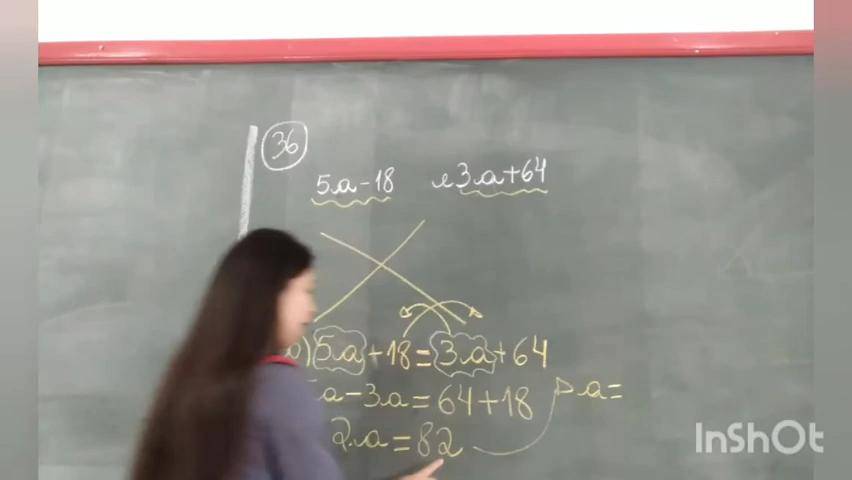 36
5a-18 и 3a+64
) 5a+18=3a+64
a-3a=64+18
2a=82
a=
InShOt